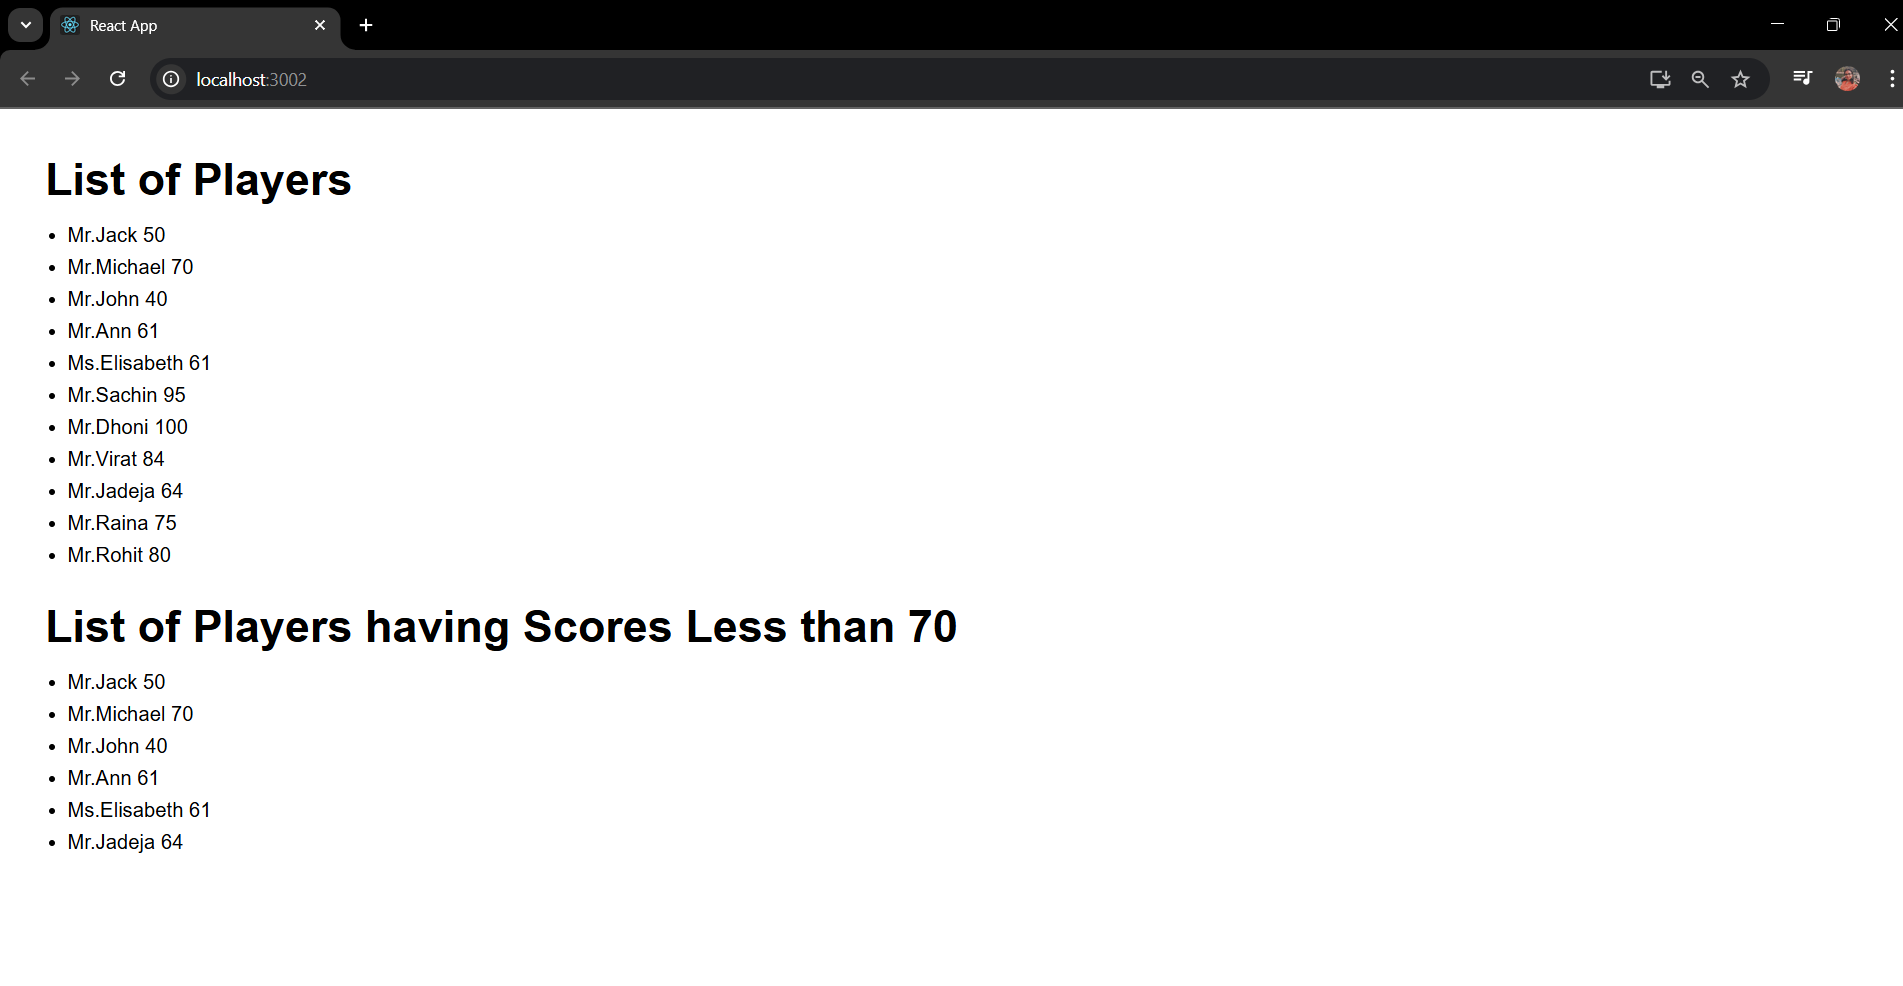 React App
localhost:3002
List of Players
Mr.Jack 50
Mr.Michael 70
Mr.John 40
Mr.Ann 61
Ms.Elisabeth 61
Mr.Sachin 95
Mr.Dhoni 100
Mr.Virat 84
Mr.Jadeja 64
Mr.Raina 75
Mr.Rohit 80
List of Players having Scores Less than 70
Mr.Jack 50
Mr.Michael 70
Mr.John 40
Mr.Ann 61
Ms.Elisabeth 61
Mr.Jadeja 64